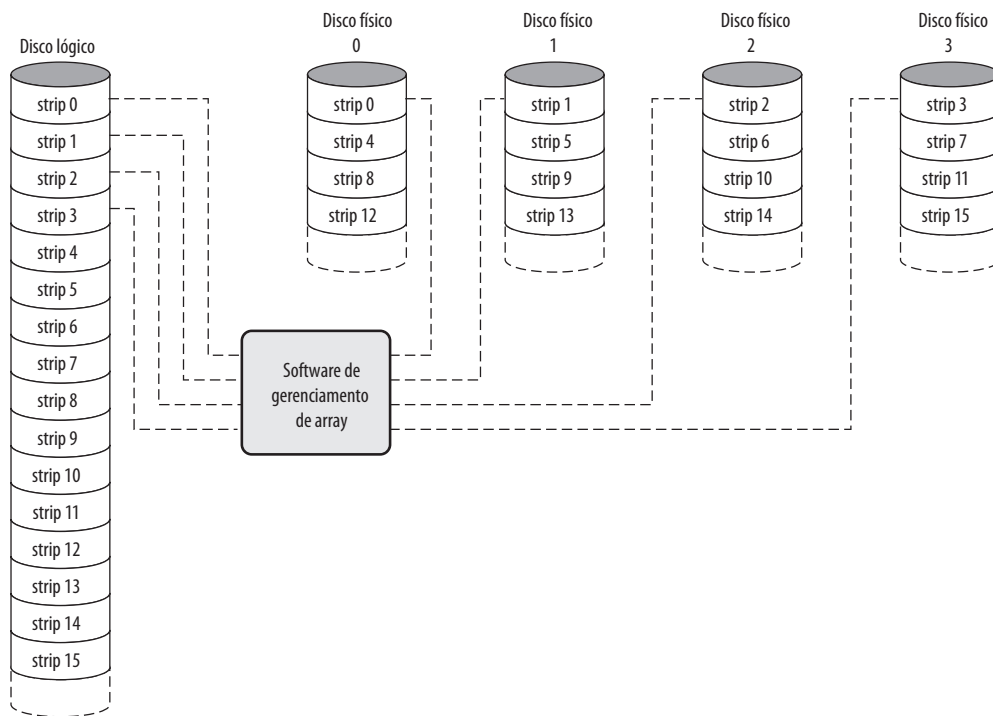 Disco lógico
strip 0
strip 1
strip 2
strip 3
strip 4
strip 5
strip 6
strip 7
strip 8
strip 9
strip 10
strip 11
strip 12
strip 13
strip 14
strip 15
Disco físico
0
strip 0
strip 4
strip 8
strip 12
Disco físico
1
strip 1
strip 5
strip 9
strip 13
Disco físico
2
strip 2
strip 6
strip 10
strip 14
Disco físico
3
strip 3
strip 7
strip 11
strip 15
Software de
gerenciamento
de array